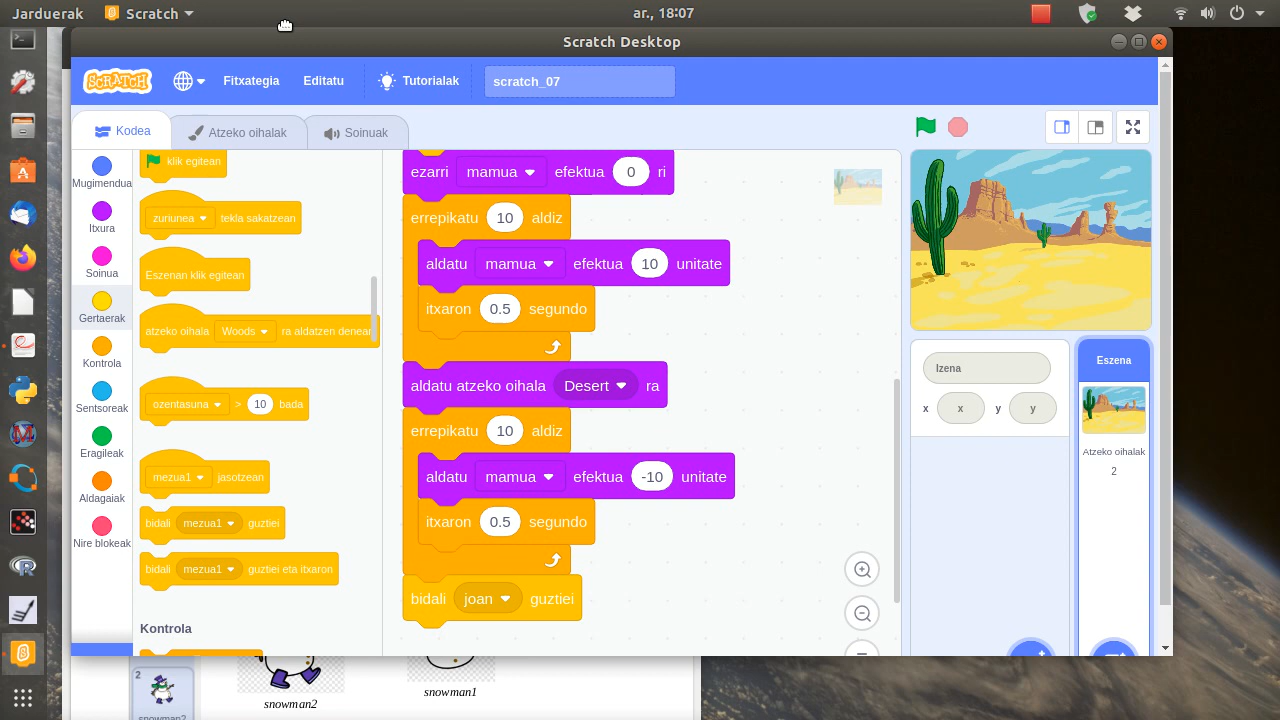 Jarduerak Scratch ar., 18:07
Scratch Desktop
SCRATCH Fitxategia Editatu Tutorialak scratch_07
Kodea Atzeko oihalak Soinuak
Mugimendua
Itxura
Soinua
Gertaerak
Kontrola
Sentsoreak
Eragileak
Aldagaiak
Nire blokeak
klik egitean
zuriunea tekla sakatzean
Eszenan klik egitean
atzeko oihala Woods ra aldatzen denean
ozentasuna > 10 bada
mezua1 jasotzean
bidali mezua1 guztiei
bidali mezua1 guztiei eta itxaron
Kontrola
ezarri mamua efektua 0 ri
errepikatu 10 aldiz
aldatu mamua efektua 10 unitate
itxaron 0.5 segundo
aldatu atzeko oihala Desert ra
errepikatu 10 aldiz
aldatu mamua efektua -10 unitate
itxaron 0.5 segundo
bidali joan guztiei
Izena
x x y y
Eszena
Atzeko oihalak
2
2
snowman2
snowman2
snowman1